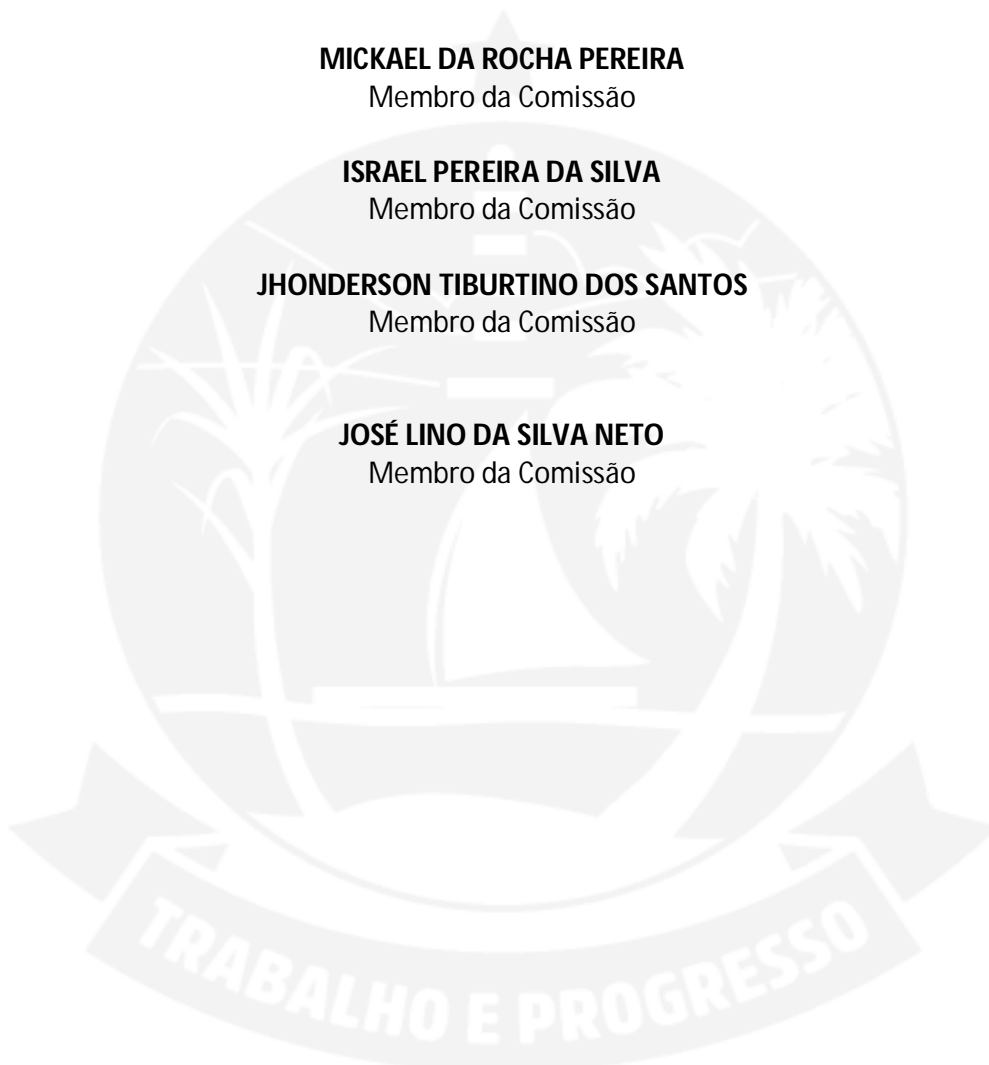 MICKAEL DA ROCHA PEREIRA
Membro da Comissão
ISRAEL PEREIRA DA SILVA
Membro da Comissão
JHONDERSON TIBURTINO DOS SANTOS
Membro da Comissão
JOSÉ LINO DA SILVA NETO
Membro da Comissão
TRABALHO E PROGRESSO